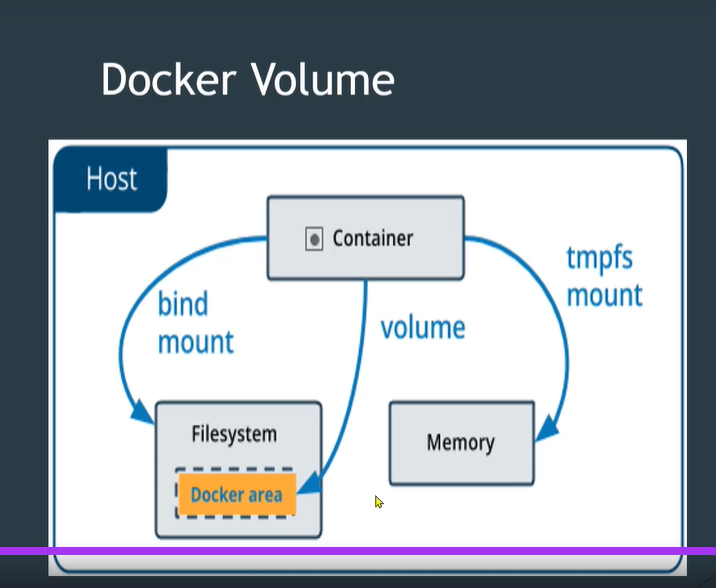 Docker Volume
Host
Container
bind
mount
volume
tmpfs
mount
Filesystem
Docker area
Memory